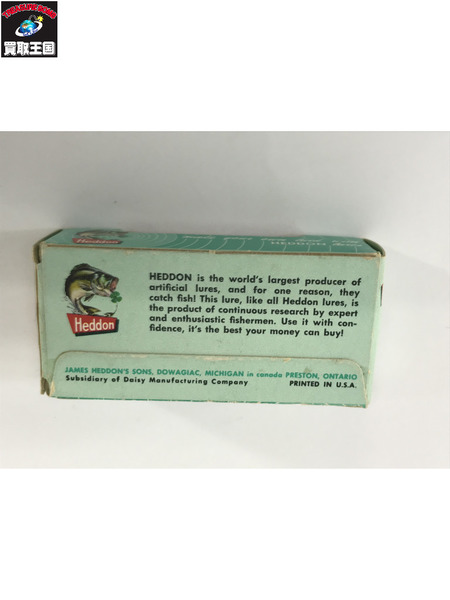 買取王国
HEDDON
Heddon
HEDDON is the world's largest producer of
artificial lures, and for one reason, they
catch fish! This lure, like all Heddon lures, is
the product of continuous research by expert
and enthusiastic fishermen. Use it with con-
fidence, it's the best your money can buy!
Heddon
JAMES HEDDON'S SONS, DOWAGIAC, MICHIGAN in canada PRESTON, ONTARIO
Subsidiary of Daisy Manufacturing Company PRINTED IN U.S.A.